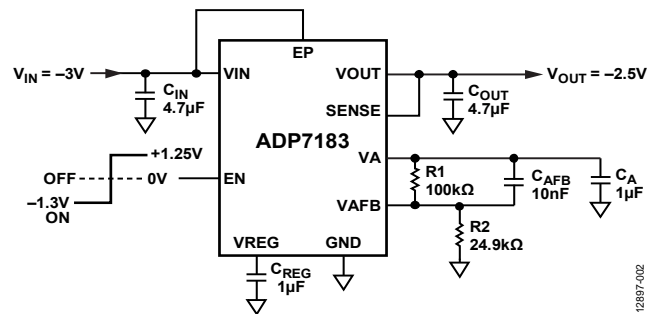 EP
V_IN = –3V
VIN
VOUT
V_OUT = –2.5V
C_IN
4.7µF
C_OUT
4.7µF
SENSE
ADP7183
+1.25V
OFF
0V
EN
–1.3V
ON
VA
R1
100kΩ
C_AFB
10nF
C_A
1µF
VAFB
R2
24.9kΩ
VREG
GND
C_REG
1µF
12897-002